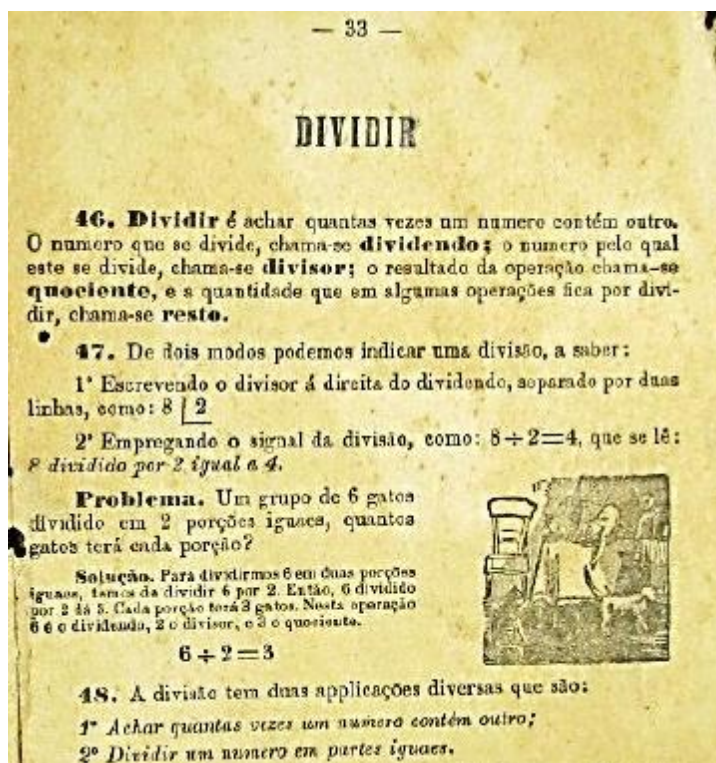 — 33 —
DIVIDIR
46. Dividir é achar quantas vezes um numero contém outro.
O numero que se divide, chama-se dividendo; o numero pelo qual
este se divide, chama-se divisor; o resultado da operação chama-se
quociente, e a quantidade que em algumas operações fica por divi-
dir, chama-se resto.
47. De dois modos podemos indicar uma divisão, a saber:
1º Escrevendo o divisor á direita do dividendo, separado por duas
linhas, como: 8 | 2
2º Empregando o signal da divisão, como: 8÷2=4, que se lê:
8 dividido por 2 igual a 4.
Problema. Um grupo de 6 gatos
dividido em 2 porções iguaes, quantos
gatos terá cada porção?
Solução. Para dividirmos 6 em duas porções
iguaes, temos de dividir 6 por 2. Então, 6 dividido
por 2 dá 3. Cada porção terá 3 gatos. Nesta operação
6 é o dividendo, 2 o divisor, e 3 o quociente.
6÷2=3
48. A divisão tem duas applicações diversas que são:
1º Achar quantas vezes um numero contém outro;
2º Dividir um numero em partes iguaes.